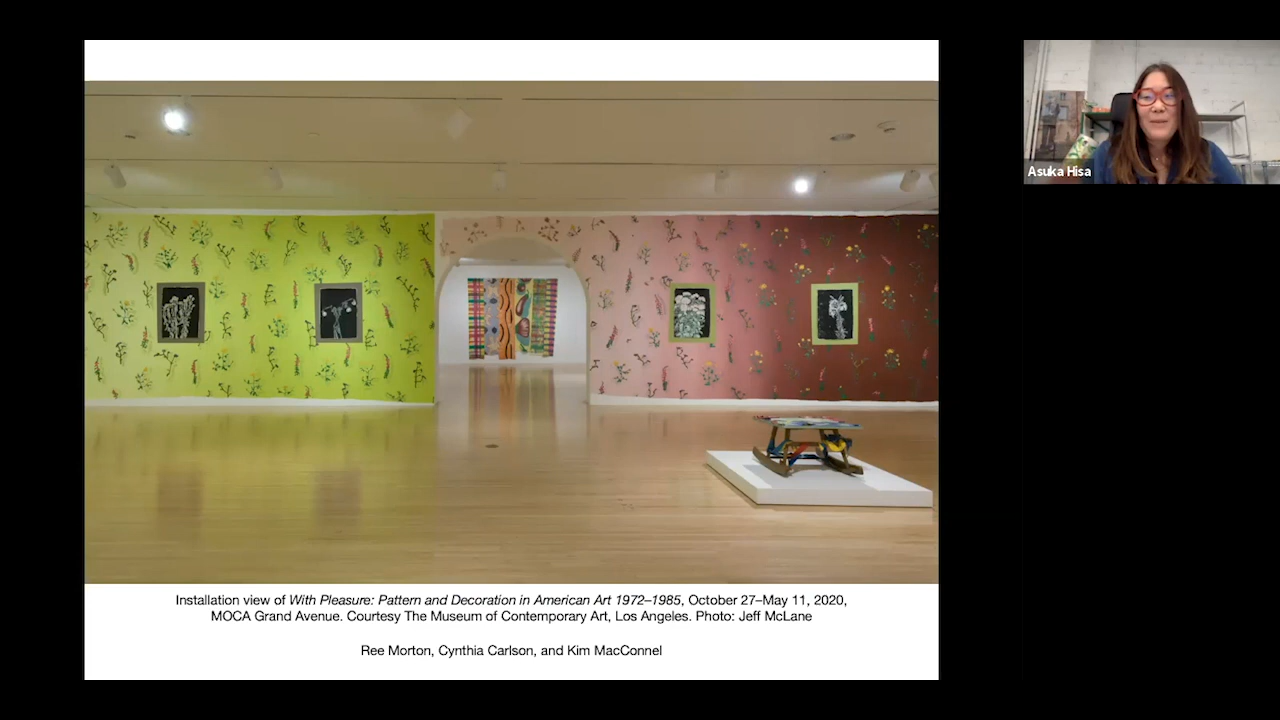 Asuka Hisa
Installation view of With Pleasure: Pattern and Decoration in American Art 1972–1985, October 27–May 11, 2020,
MOCA Grand Avenue. Courtesy The Museum of Contemporary Art, Los Angeles. Photo: Jeff McLane
Ree Morton, Cynthia Carlson, and Kim MacConnel